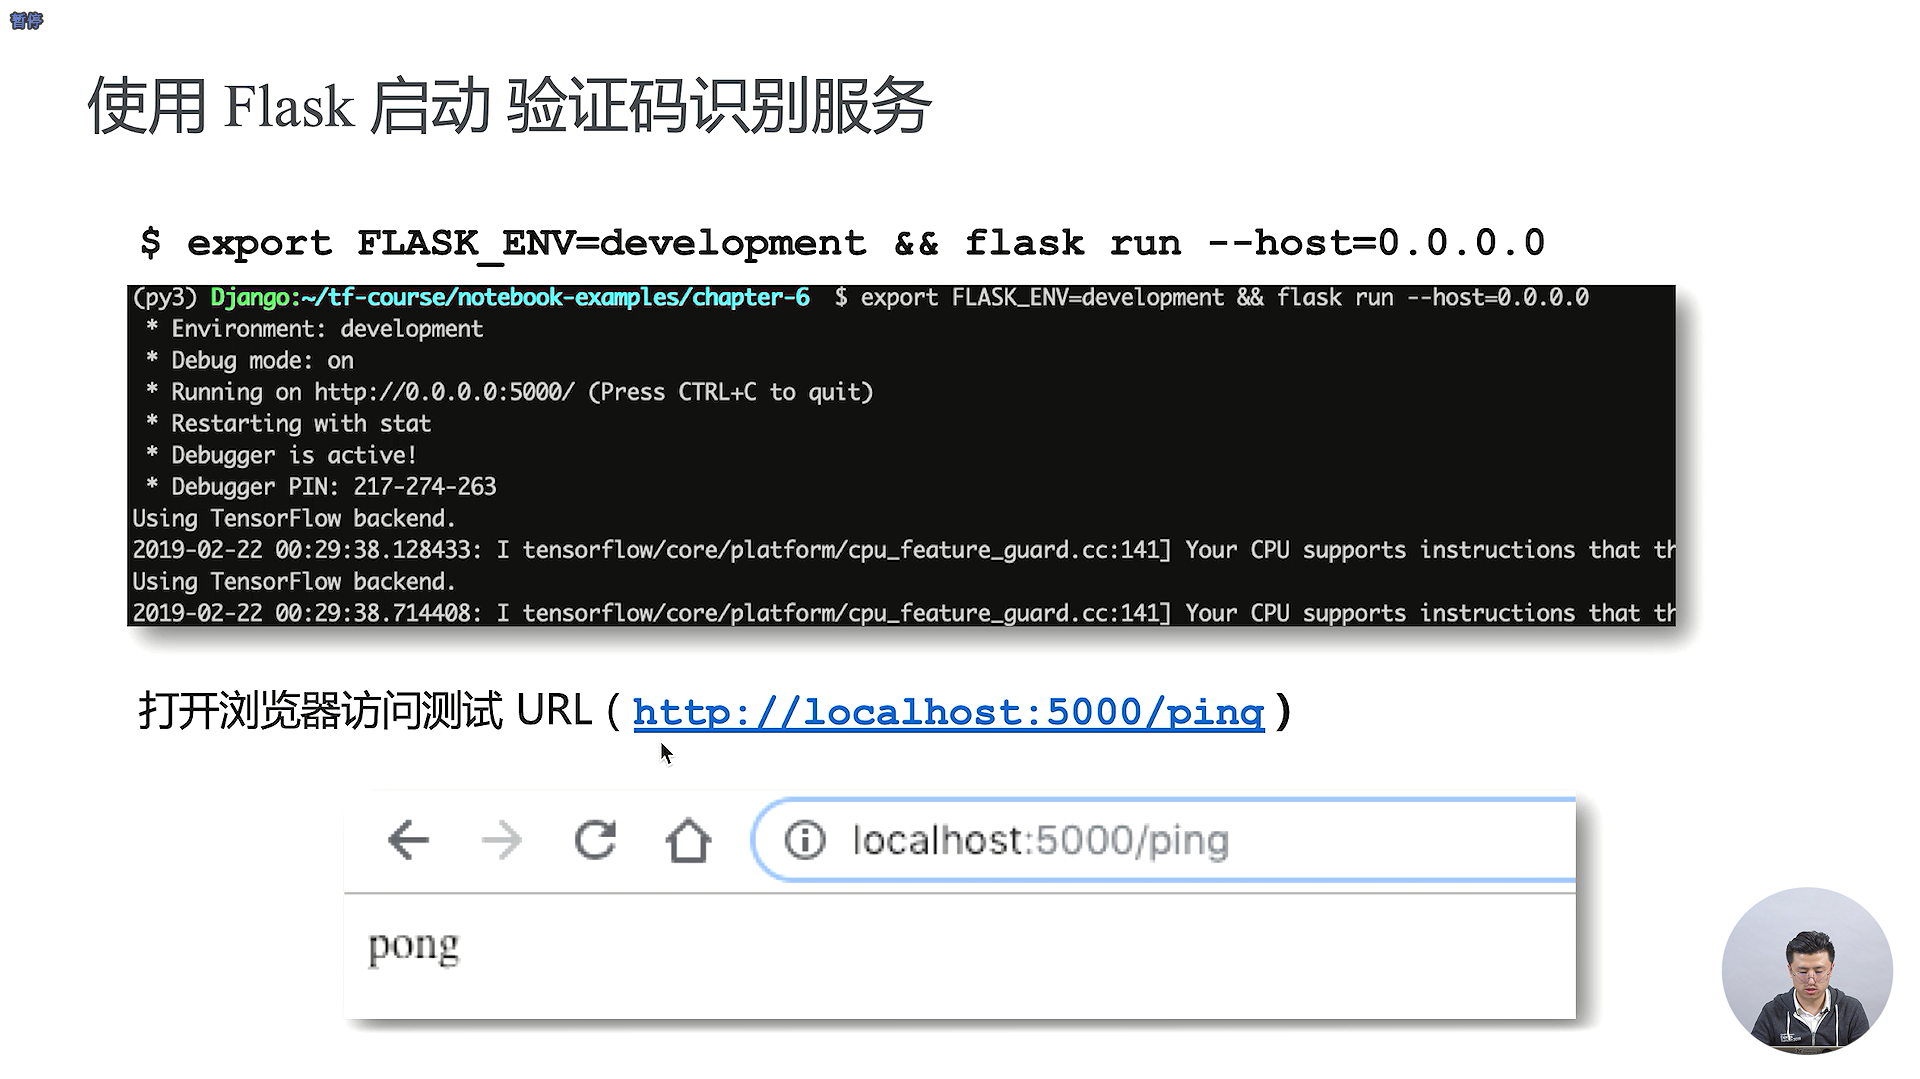 暂停
使用 Flask 启动 验证码识别服务
$ export FLASK_ENV=development && flask run --host=0.0.0.0
(py3) Django:~/tf-course/notebook-examples/chapter-6 $ export FLASK_ENV=development && flask run --host=0.0.0.0
* Environment: development
* Debug mode: on
* Running on http://0.0.0.0:5000/ (Press CTRL+C to quit)
* Restarting with stat
* Debugger is active!
* Debugger PIN: 217-274-263
Using TensorFlow backend.
2019-02-22 00:29:38.128433: I tensorflow/core/platform/cpu_feature_guard.cc:141] Your CPU supports instructions that th
Using TensorFlow backend.
2019-02-22 00:29:38.714408: I tensorflow/core/platform/cpu_feature_guard.cc:141] Your CPU supports instructions that th
打开浏览器访问测试 URL ( http://localhost:5000/ping )
localhost:5000/ping
pong